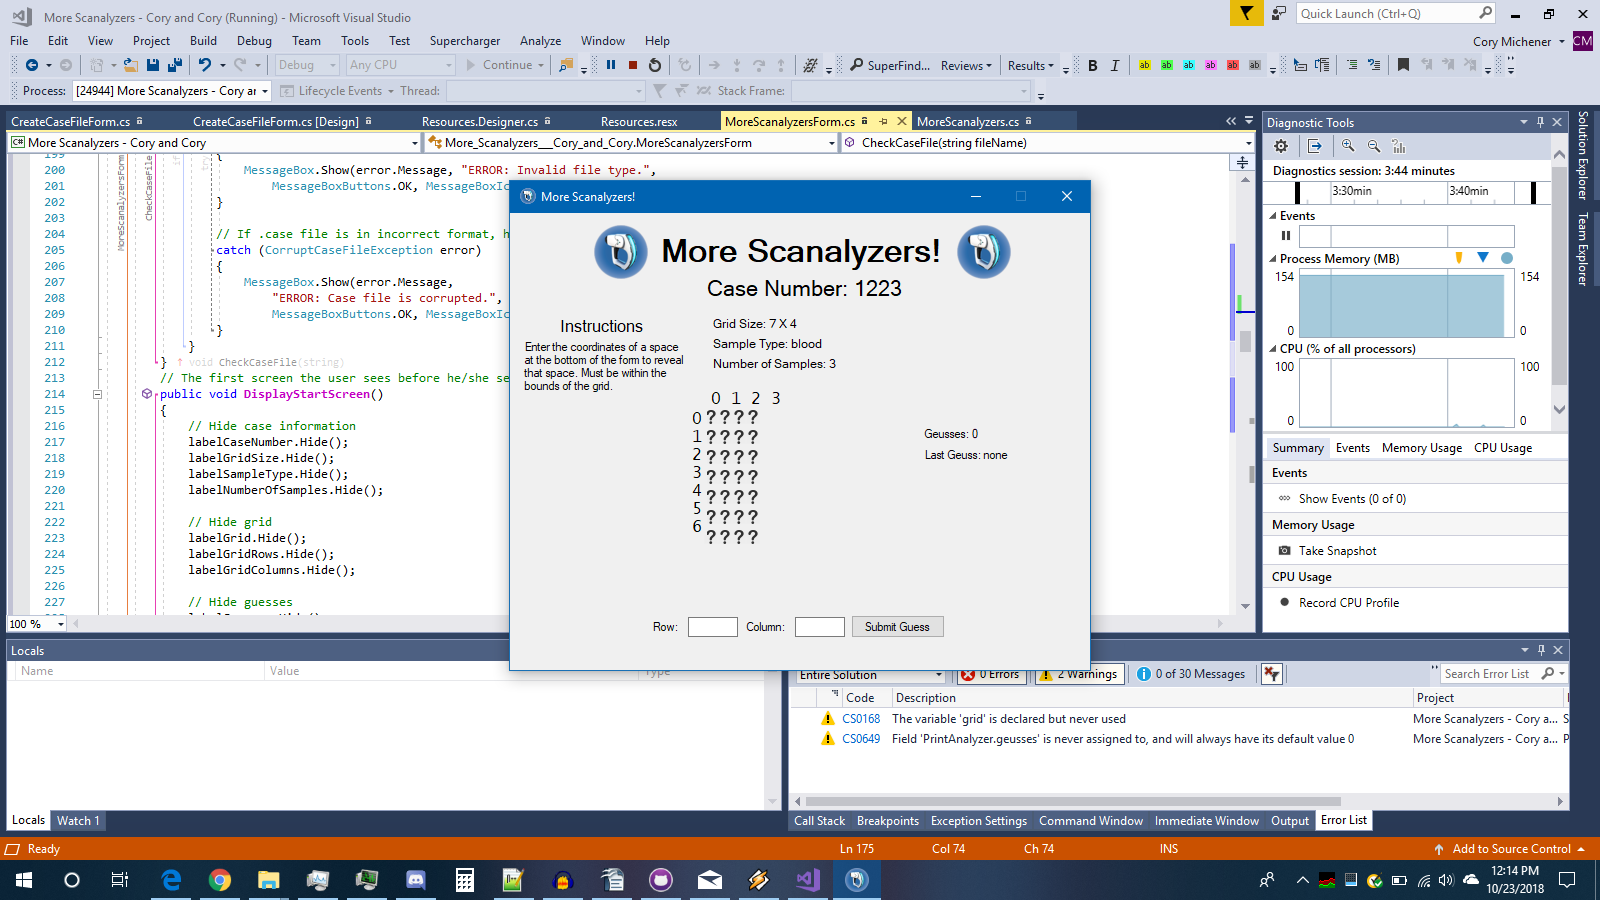 More Scanalyzers - Cory and Cory (Running) - Microsoft Visual Studio
Quick Launch (Ctrl+Q)
File Edit View Project Build Debug Team Tools Test Supercharger Analyze Window Help
Cory Michener CM
Debug Any CPU Continue SuperFind... Reviews Results B I ab ab ab ab ab ab
Process: [24944] More Scanalyzers - Cory ar Lifecycle Events Thread: Stack Frame:
CreateCaseFileForm.cs CreateCaseFileForm.cs [Design] Resources.Designer.cs Resources.resx MoreScanalyzersForm.cs MoreScanalyzers.cs
More Scanalyzers - Cory and Cory More_Scanalyzers___Cory_and_Cory.MoreScanalyzersForm CheckCaseFile(string fileName)
MoreScanalyzersForm
CheckCaseFile
if
try
199 {
200 MessageBox.Show(error.Message, "ERROR: Invalid file type.",
201 MessageBoxButtons.OK, MessageBoxIc
202 }
203
204 // If .case file is in incorrect format, h
205 catch (CorruptCaseFileException error)
206 {
207 MessageBox.Show(error.Message,
208 "ERROR: Case file is corrupted.",
209 MessageBoxButtons.OK, MessageBoxIc
210 }
211 }
212 } ↑ void CheckCaseFile(string)
213 // The first screen the user sees before he/she se
214 public void DisplayStartScreen()
215 {
216 // Hide case information
217 labelCaseNumber.Hide();
218 labelGridSize.Hide();
219 labelSampleType.Hide();
220 labelNumberOfSamples.Hide();
221
222 // Hide grid
223 labelGrid.Hide();
224 labelGridRows.Hide();
225 labelGridColumns.Hide();
226
227 // Hide guesses
100 %
More Scanalyzers!
More Scanalyzers!
Case Number: 1223
Instructions
Enter the coordinates of a space
at the bottom of the form to reveal
that space. Must be within the
bounds of the grid.
Grid Size: 7 X 4
Sample Type: blood
Number of Samples: 3
0 1 2 3
0 ? ? ? ?
1 ? ? ? ?
2 ? ? ? ?
3 ? ? ? ?
4 ? ? ? ?
5 ? ? ? ?
6 ? ? ? ?
Geusses: 0
Last Geuss: none
Row: Column: Submit Guess
Diagnostic Tools
Diagnostics session: 3:44 minutes
3:30min 3:40min
Events
Process Memory (MB)
154 154
0 0
CPU (% of all processors)
100 100
0 0
Summary Events Memory Usage CPU Usage
Events
Show Events (0 of 0)
Memory Usage
Take Snapshot
CPU Usage
Record CPU Profile
Solution Explorer
Team Explorer
Locals
Name Value Type
Locals Watch 1
Entire Solution 0 Errors 2 Warnings 0 of 30 Messages Search Error List
Code Description Project
CS0168 The variable 'grid' is declared but never used More Scanalyzers - Cory a...
CS0649 Field 'PrintAnalyzer.geusses' is never assigned to, and will always have its default value 0 More Scanalyzers - Cory a...
Call Stack Breakpoints Exception Settings Command Window Immediate Window Output Error List
Ready Ln 175 Col 74 Ch 74 INS Add to Source Control
12:14 PM
10/23/2018